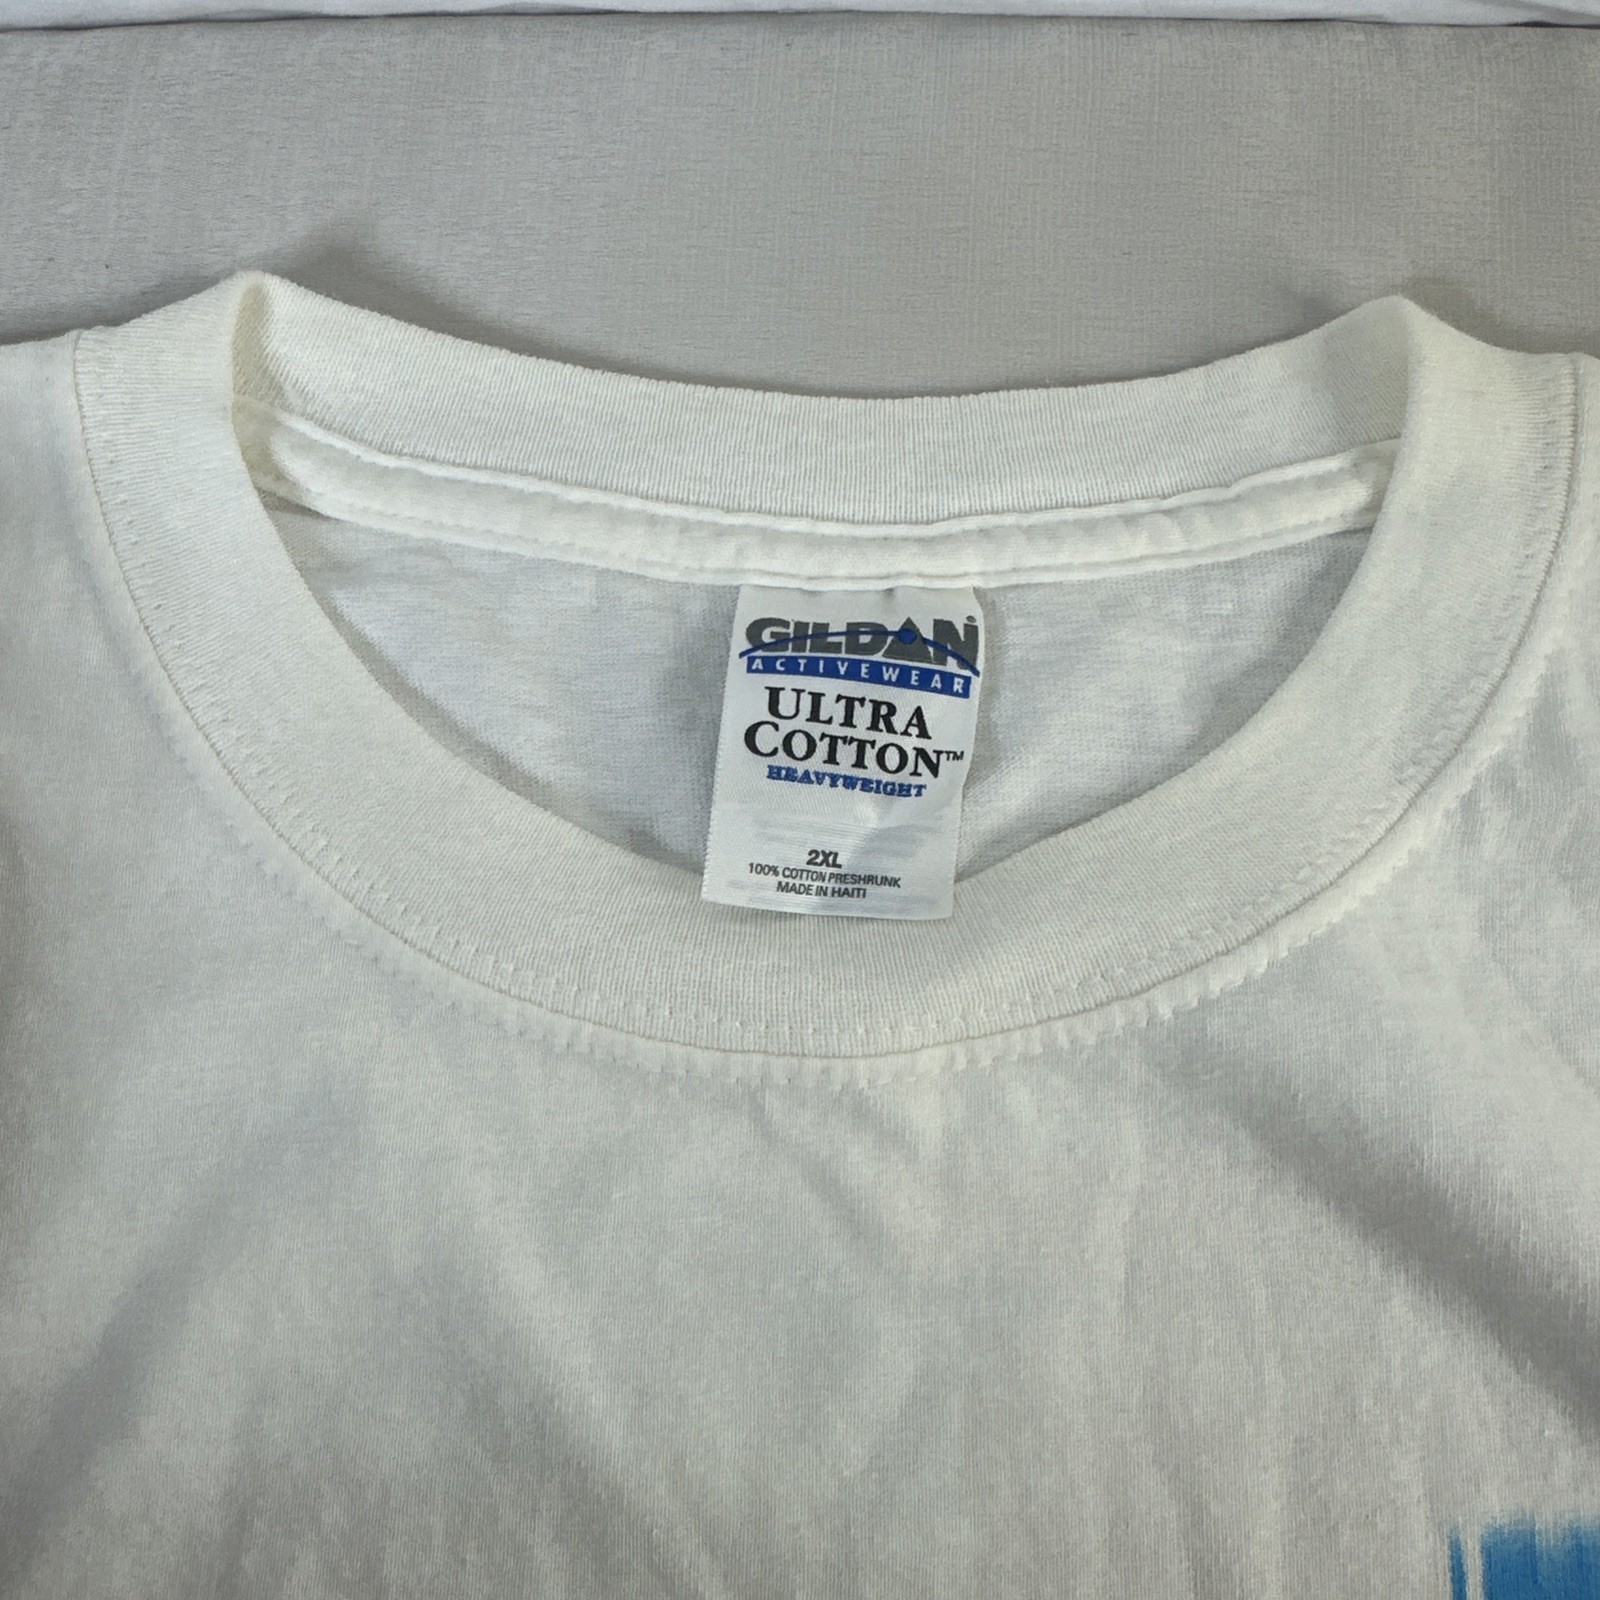 GILDAN
ACTIVEWEAR
ULTRA
COTTON™
HEAVYWEIGHT
2XL
100% COTTON PRESHRUNK
MADE IN HAITI